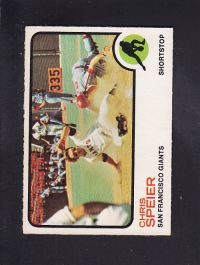 335
SHORTSTOP
CHRIS
SPEIER
SAN FRANCISCO GIANTS